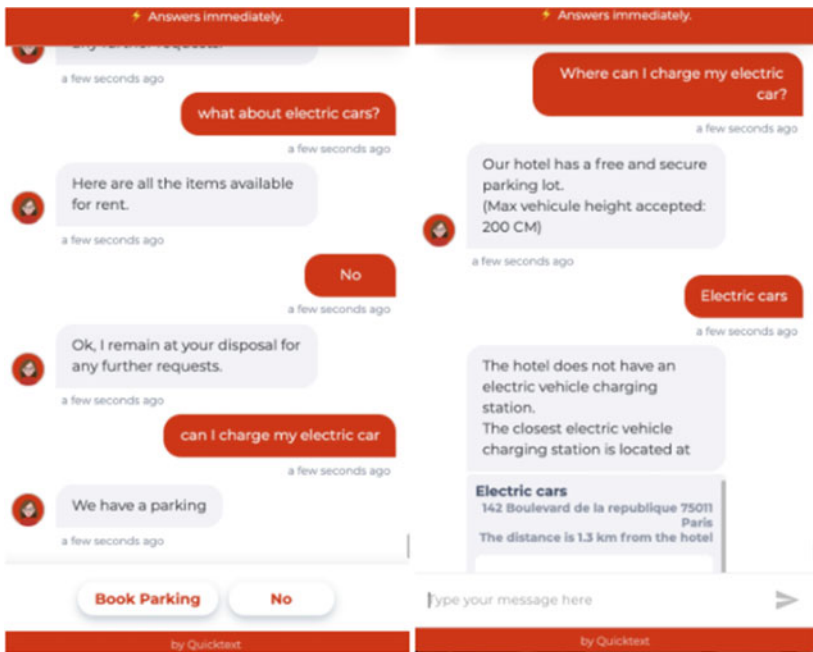 ⚡ Answers immediately.
any further requests.
a few seconds ago
what about electric cars?
a few seconds ago
Here are all the items available
for rent.
a few seconds ago
No
a few seconds ago
Ok, I remain at your disposal for
any further requests.
a few seconds ago
can I charge my electric car
a few seconds ago
We have a parking
a few seconds ago
Book Parking
No
by Quicktext
⚡ Answers immediately.
Where can I charge my electric
car?
a few seconds ago
Our hotel has a free and secure
parking lot.
(Max vehicule height accepted:
200 CM)
a few seconds ago
Electric cars
a few seconds ago
The hotel does not have an
electric vehicle charging
station.
The closest electric vehicle
charging station is located at
Electric cars
142 Boulevard de la republique 75011
Paris
The distance is 1.3 km from the hotel
Type your message here
by Quicktext